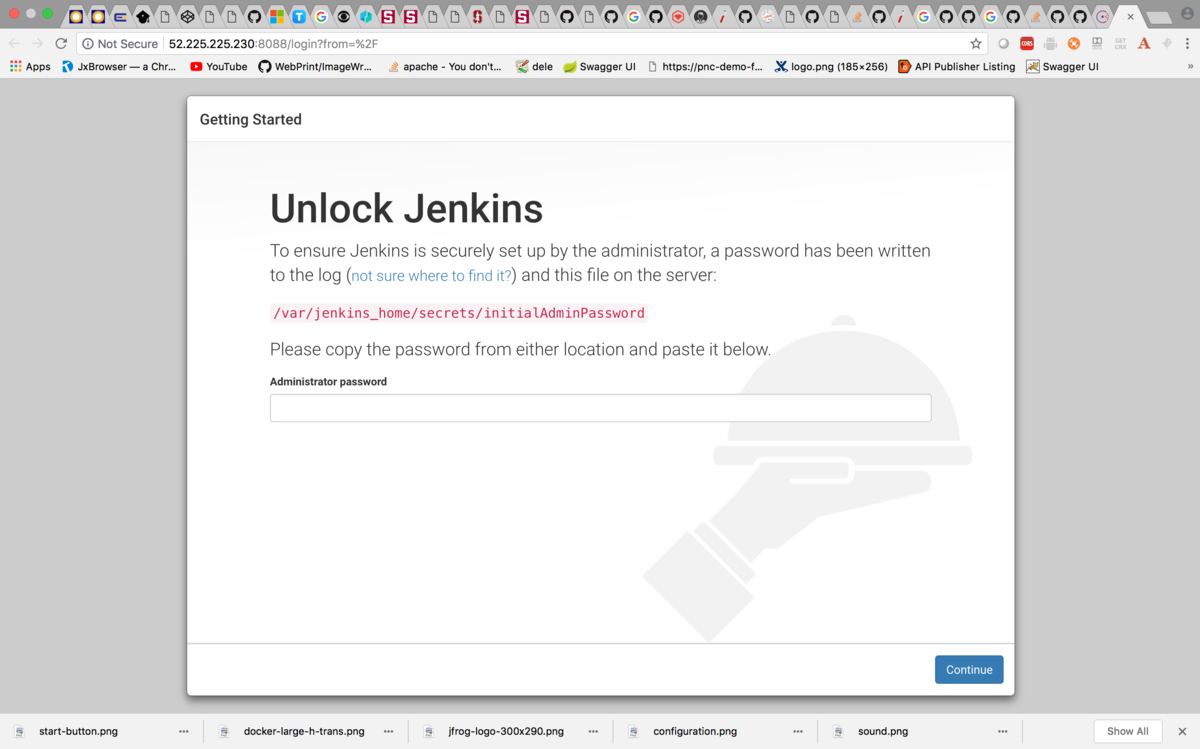 Not Secure 52.225.225.230:8088/login?from=%2F
Apps JxBrowser — a Chr... YouTube WebPrint/ImageWr... apache - You don't... dele Swagger UI https://pnc-demo-f... logo.png (185×256) API Publisher Listing Swagger UI »
Getting Started
Unlock Jenkins
To ensure Jenkins is securely set up by the administrator, a password has been written
to the log (not sure where to find it?) and this file on the server:
/var/jenkins_home/secrets/initialAdminPassword
Please copy the password from either location and paste it below.
Administrator password
Continue
start-button.png docker-large-h-trans.png jfrog-logo-300x290.png configuration.png sound.png Show All